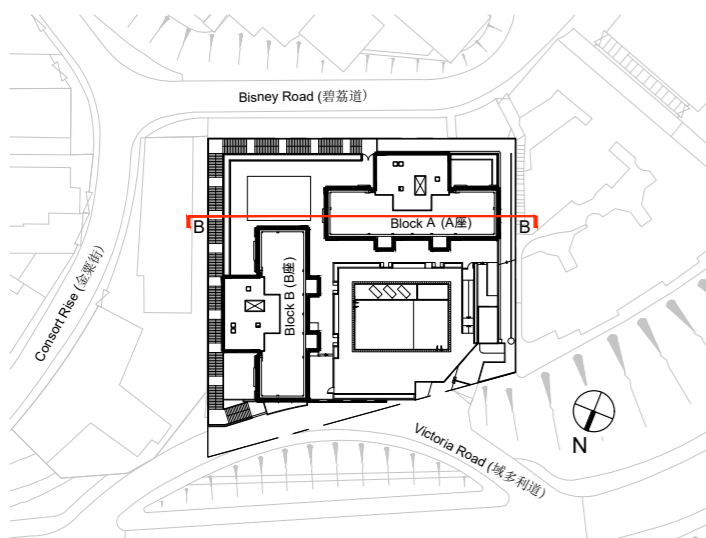 Bisney Road (碧荔道)
B
Block A (A座)
B
Consort Rise (金粟街)
Block B (B座)
Victoria Road (域多利道)
N